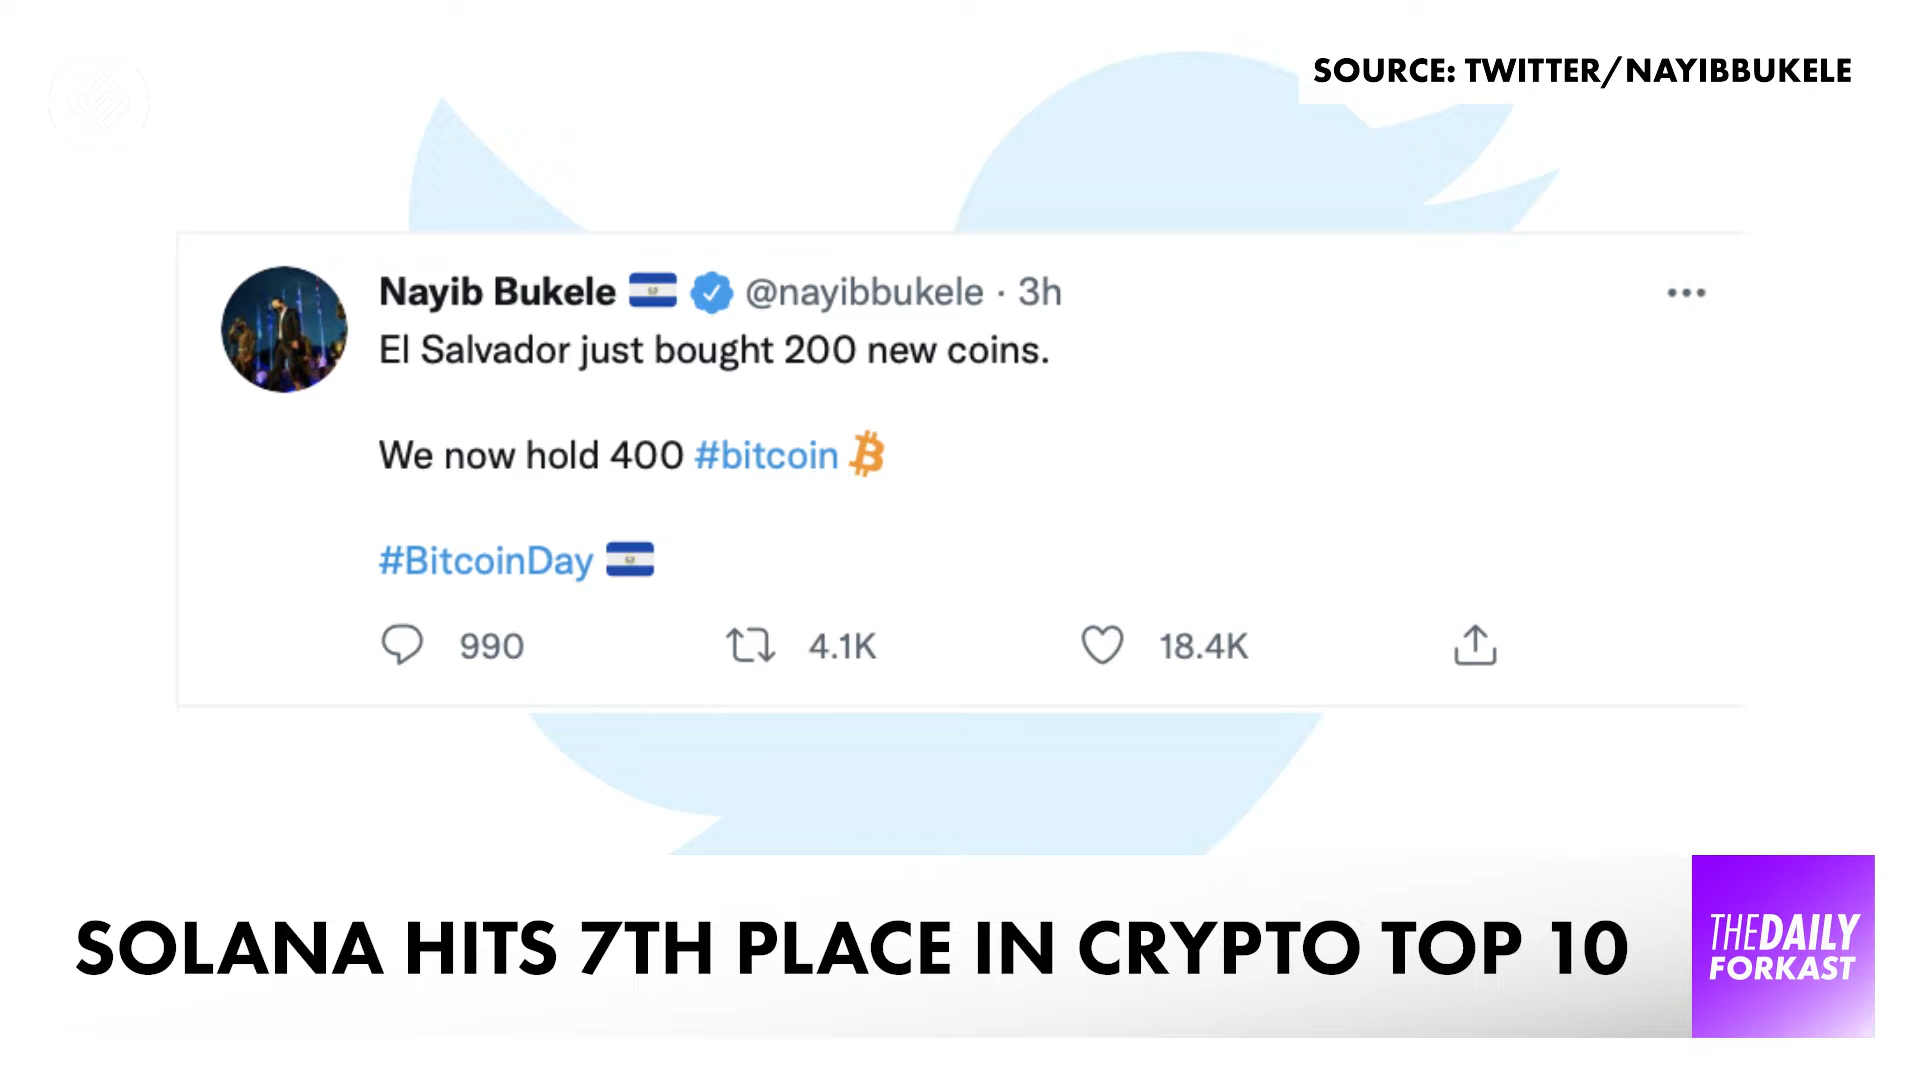 SOURCE: TWITTER/NAYIBBUKELE
Nayib Bukele @nayibbukele · 3h
El Salvador just bought 200 new coins.
We now hold 400 #bitcoin
#BitcoinDay
990 4.1K 18.4K
SOLANA HITS 7TH PLACE IN CRYPTO TOP 10
THEDAILY
FORKAST